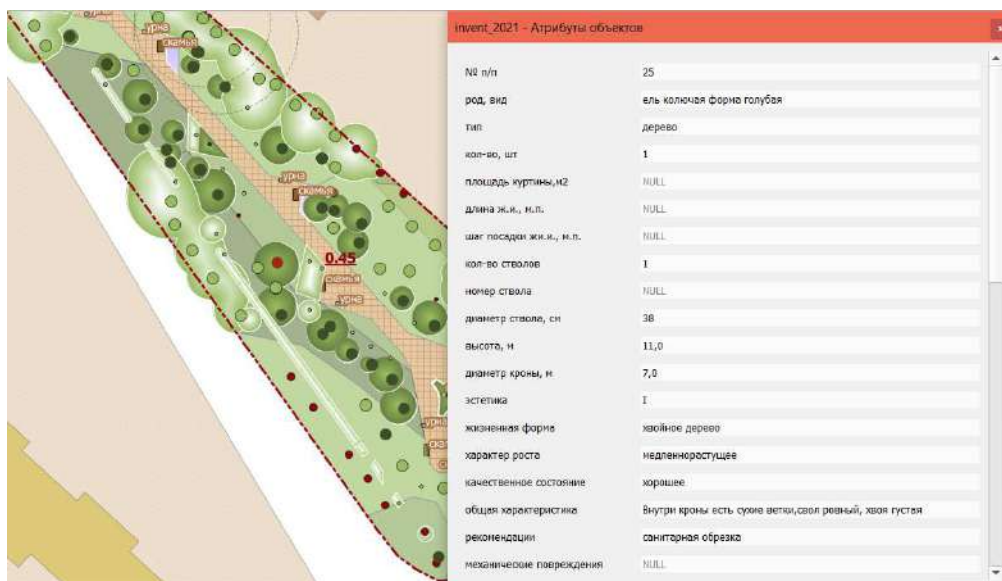 урна
скамья
урна
скамья
0.45
скамья
урна
урна
ска
invent_2021 - Атрибуты объектов
№ п/п 25
род, вид ель колючая форма голубая
тип дерево
кол-во, шт 1
площадь куртины,м2 NULL
длина ж.и., м.п. NULL
шаг посадки жи.и., м.п. NULL
кол-во стволов 1
номер ствола NULL
диаметр ствола, см 38
высота, м 11,0
диаметр кроны, м 7,0
эстетика I
жизненная форма хвойное дерево
характер роста медленнорастущее
качественное состояние хорошее
общая характеристика Внутри кроны есть сухие ветки,свол ровный, хвоя густая
рекомендации санитарная обрезка
механические повреждения NULL